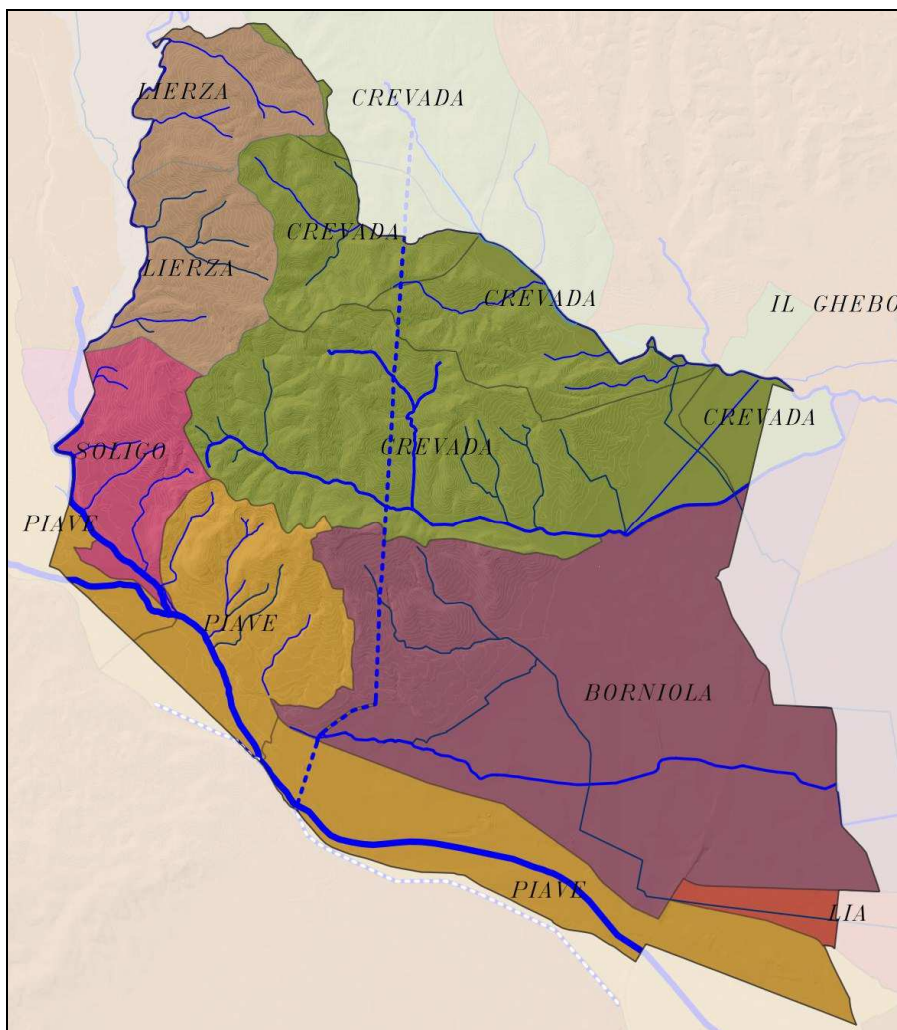 LIERZA
CREVADA
CREVADA
LIERZA
CREVADA
IL GHEBO
CREVADA
SOLIGO
CREVADA
PIAVE
PIAVE
BORNIOLA
PIAVE
LIA